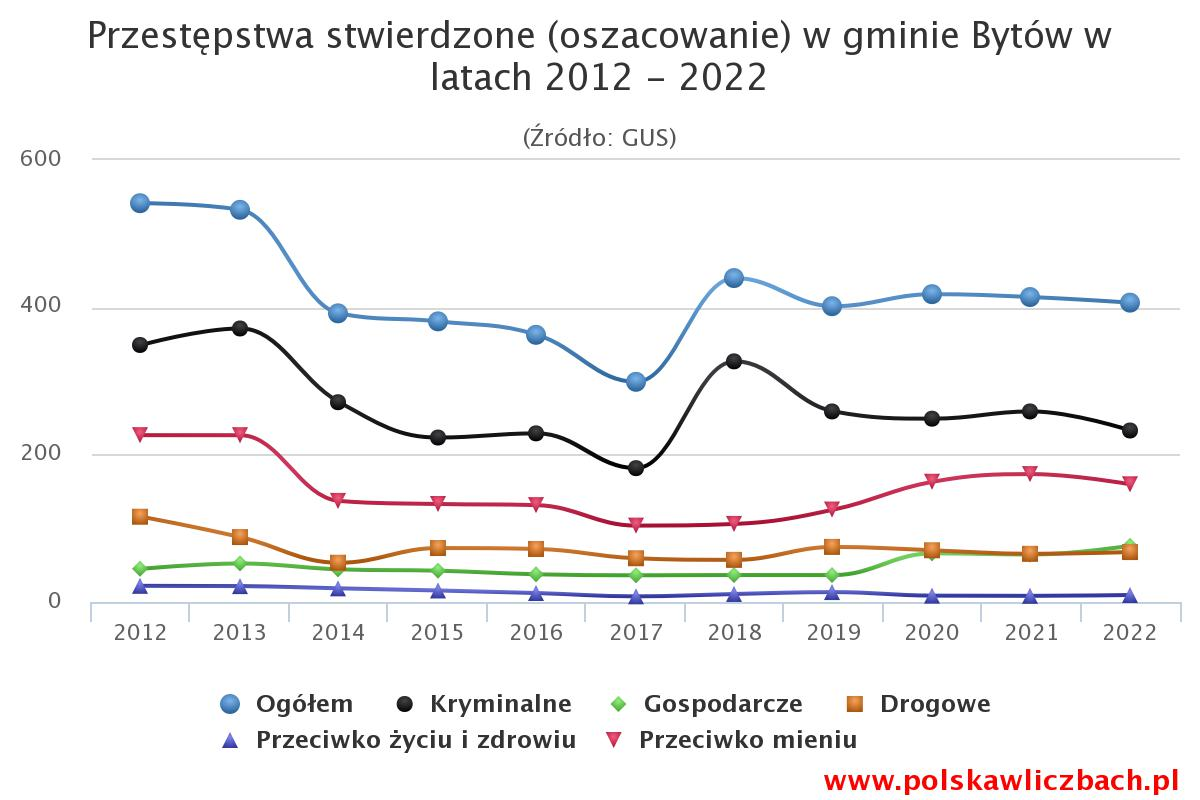 Przestępstwa stwierdzone (oszacowanie) w gminie Bytów w
latach 2012 – 2022
(Źródło: GUS)
600
400
200
0
2012 2013 2014 2015 2016 2017 2018 2019 2020 2021 2022
Ogółem Kryminalne Gospodarcze Drogowe
Przeciwko życiu i zdrowiu Przeciwko mieniu
www.polskawliczbach.pl